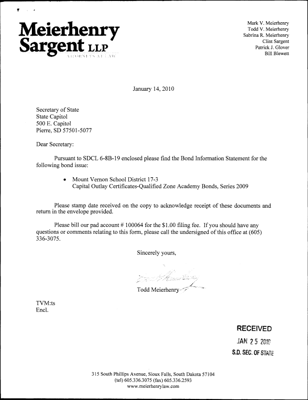 Meierhenry
Sargent LLP
Mark V. Meierhenry
Todd V. Meierhenry
Sabrina R. Meierhenry
Clint Sargent
Patrick J. Glover
Bill Blewett
January 14, 2010
Secretary of State
State Capitol
500 E. Capitol
Pierre, SD 57501-5077
Dear Secretary:
Pursuant to SDCL 6-8B-19 enclosed please find the Bond Information Statement for the
following bond issue:
• Mount Vernon School District 17-3
Capital Outlay Certificates-Qualified Zone Academy Bonds, Series 2009
Please stamp date received on the copy to acknowledge receipt of these documents and
return in the envelope provided.
Please bill our pad account # 100064 for the $1.00 filing fee. If you should have any
questions or comments relating to this form, please call the undersigned of this office at (605)
336-3075.
Sincerely yours,
Todd Meierhenry
TVM:ts
Encl.
RECEIVED
JAN 25 2010
S.D. SEC. OF STATE
315 South Phillips Avenue, Sioux Falls, South Dakota 57104
(tel) 605.336.3075 (fax) 605.336.2593
www.meierhenrylaw.com